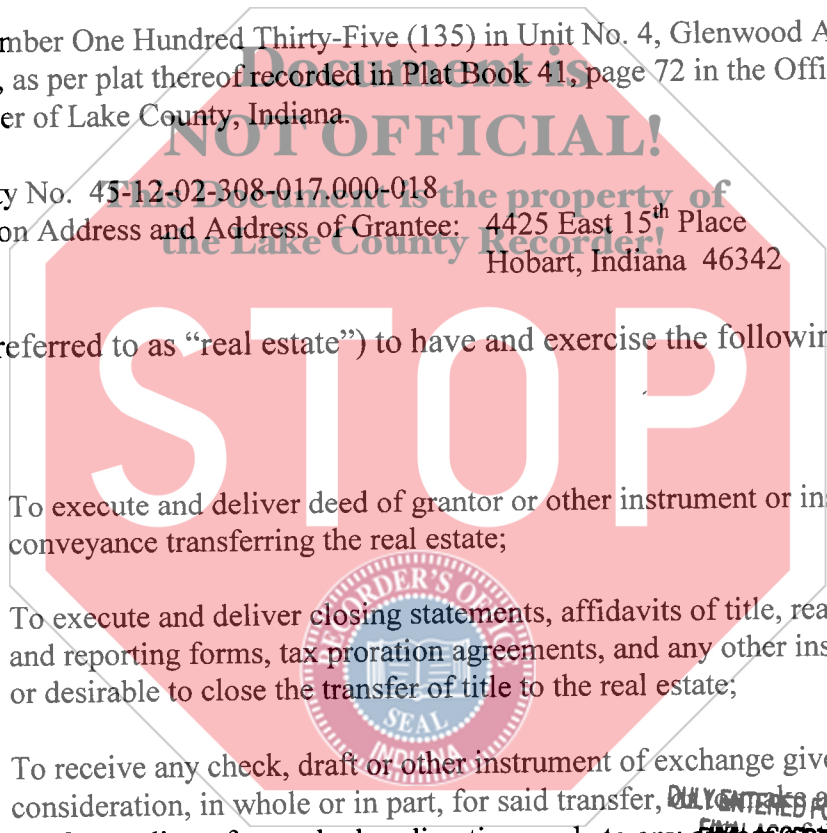 mber One Hundred Thirty-Five (135) in Unit No. 4, Glenwood A
Document is
, as per plat thereof recorded in Plat Book 41, page 72 in the Offi
er of Lake County, Indiana.
NOT OFFICIAL!
y No. 45-12-02-308-017.000-018
This Document is the property of
on Address and Address of Grantee: 4425 East 15th Place
the Lake County Recorder!
Hobart, Indiana 46342
referred to as “real estate”) to have and exercise the followin
STOP
To execute and deliver deed of grantor or other instrument or ins
conveyance transferring the real estate;
To execute and deliver closing statements, affidavits of title, rea
and reporting forms, tax proration agreements, and any other ins
or desirable to close the transfer of title to the real estate;
RECORDER'S OFFICE
SEAL
INDIANA
To receive any check, draft or other instrument of exchange give
consideration, in whole or in part, for said transfer,
DULY ENTERED